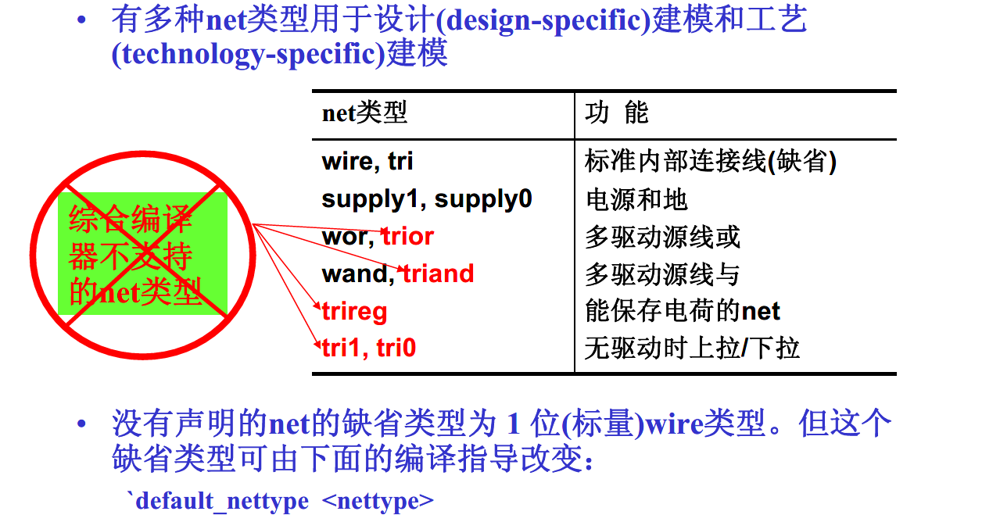 • 有多种net类型用于设计(design-specific)建模和工艺
(technology-specific)建模
net类型 功 能
wire, tri 标准内部连接线(缺省)
supply1, supply0 电源和地
wor, trior 多驱动源线或
wand, triand 多驱动源线与
trireg 能保存电荷的net
tri1, tri0 无驱动时上拉/下拉
综合编译
器不支持
的net类型
• 没有声明的net的缺省类型为 1 位(标量)wire类型。但这个
缺省类型可由下面的编译指导改变：
`default_nettype <nettype>